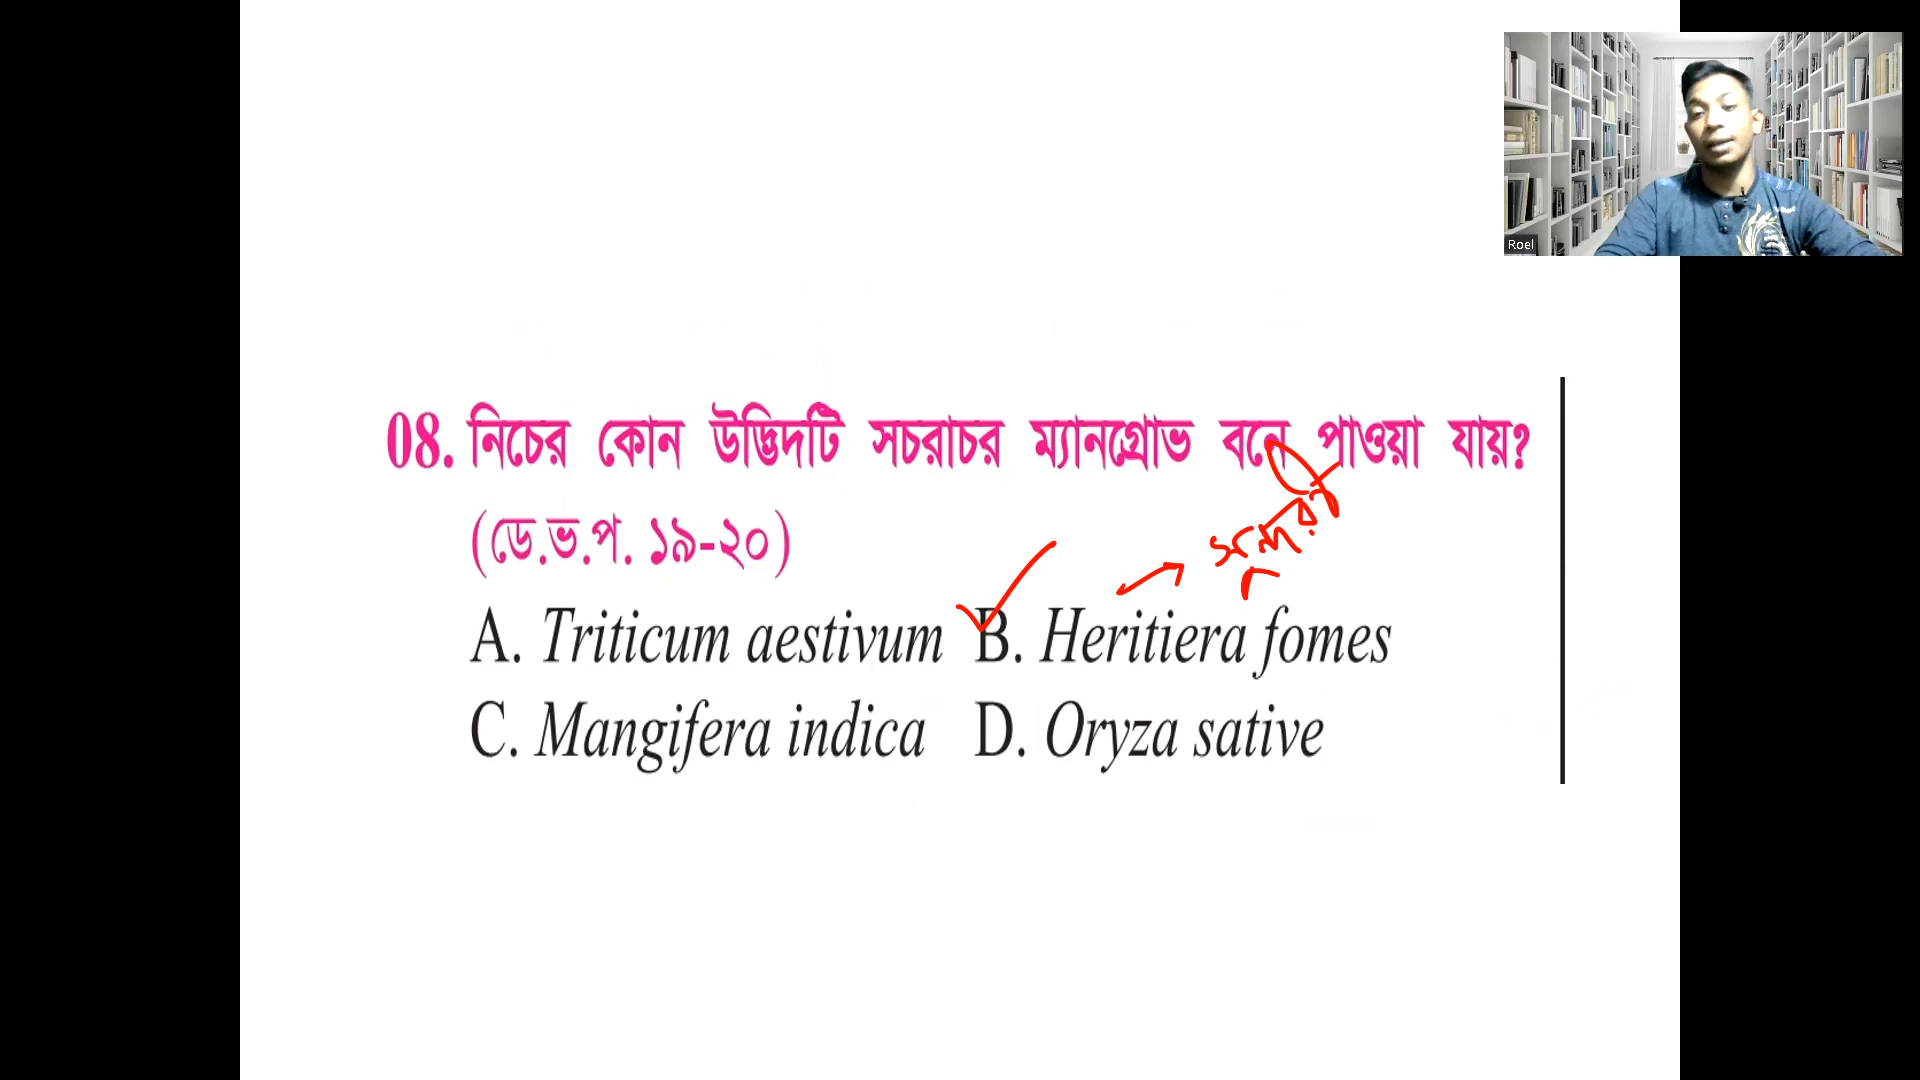 Roel
08. নিচের কোন উদ্ভিদটি সচরাচর ম্যানগ্রোভ বনে পাওয়া যায়?
(ডে.ভ.প. ১৯-২০)
সুন্দরী
A. Triticum aestivum B. Heritiera fomes
C. Mangifera indica D. Oryza sative